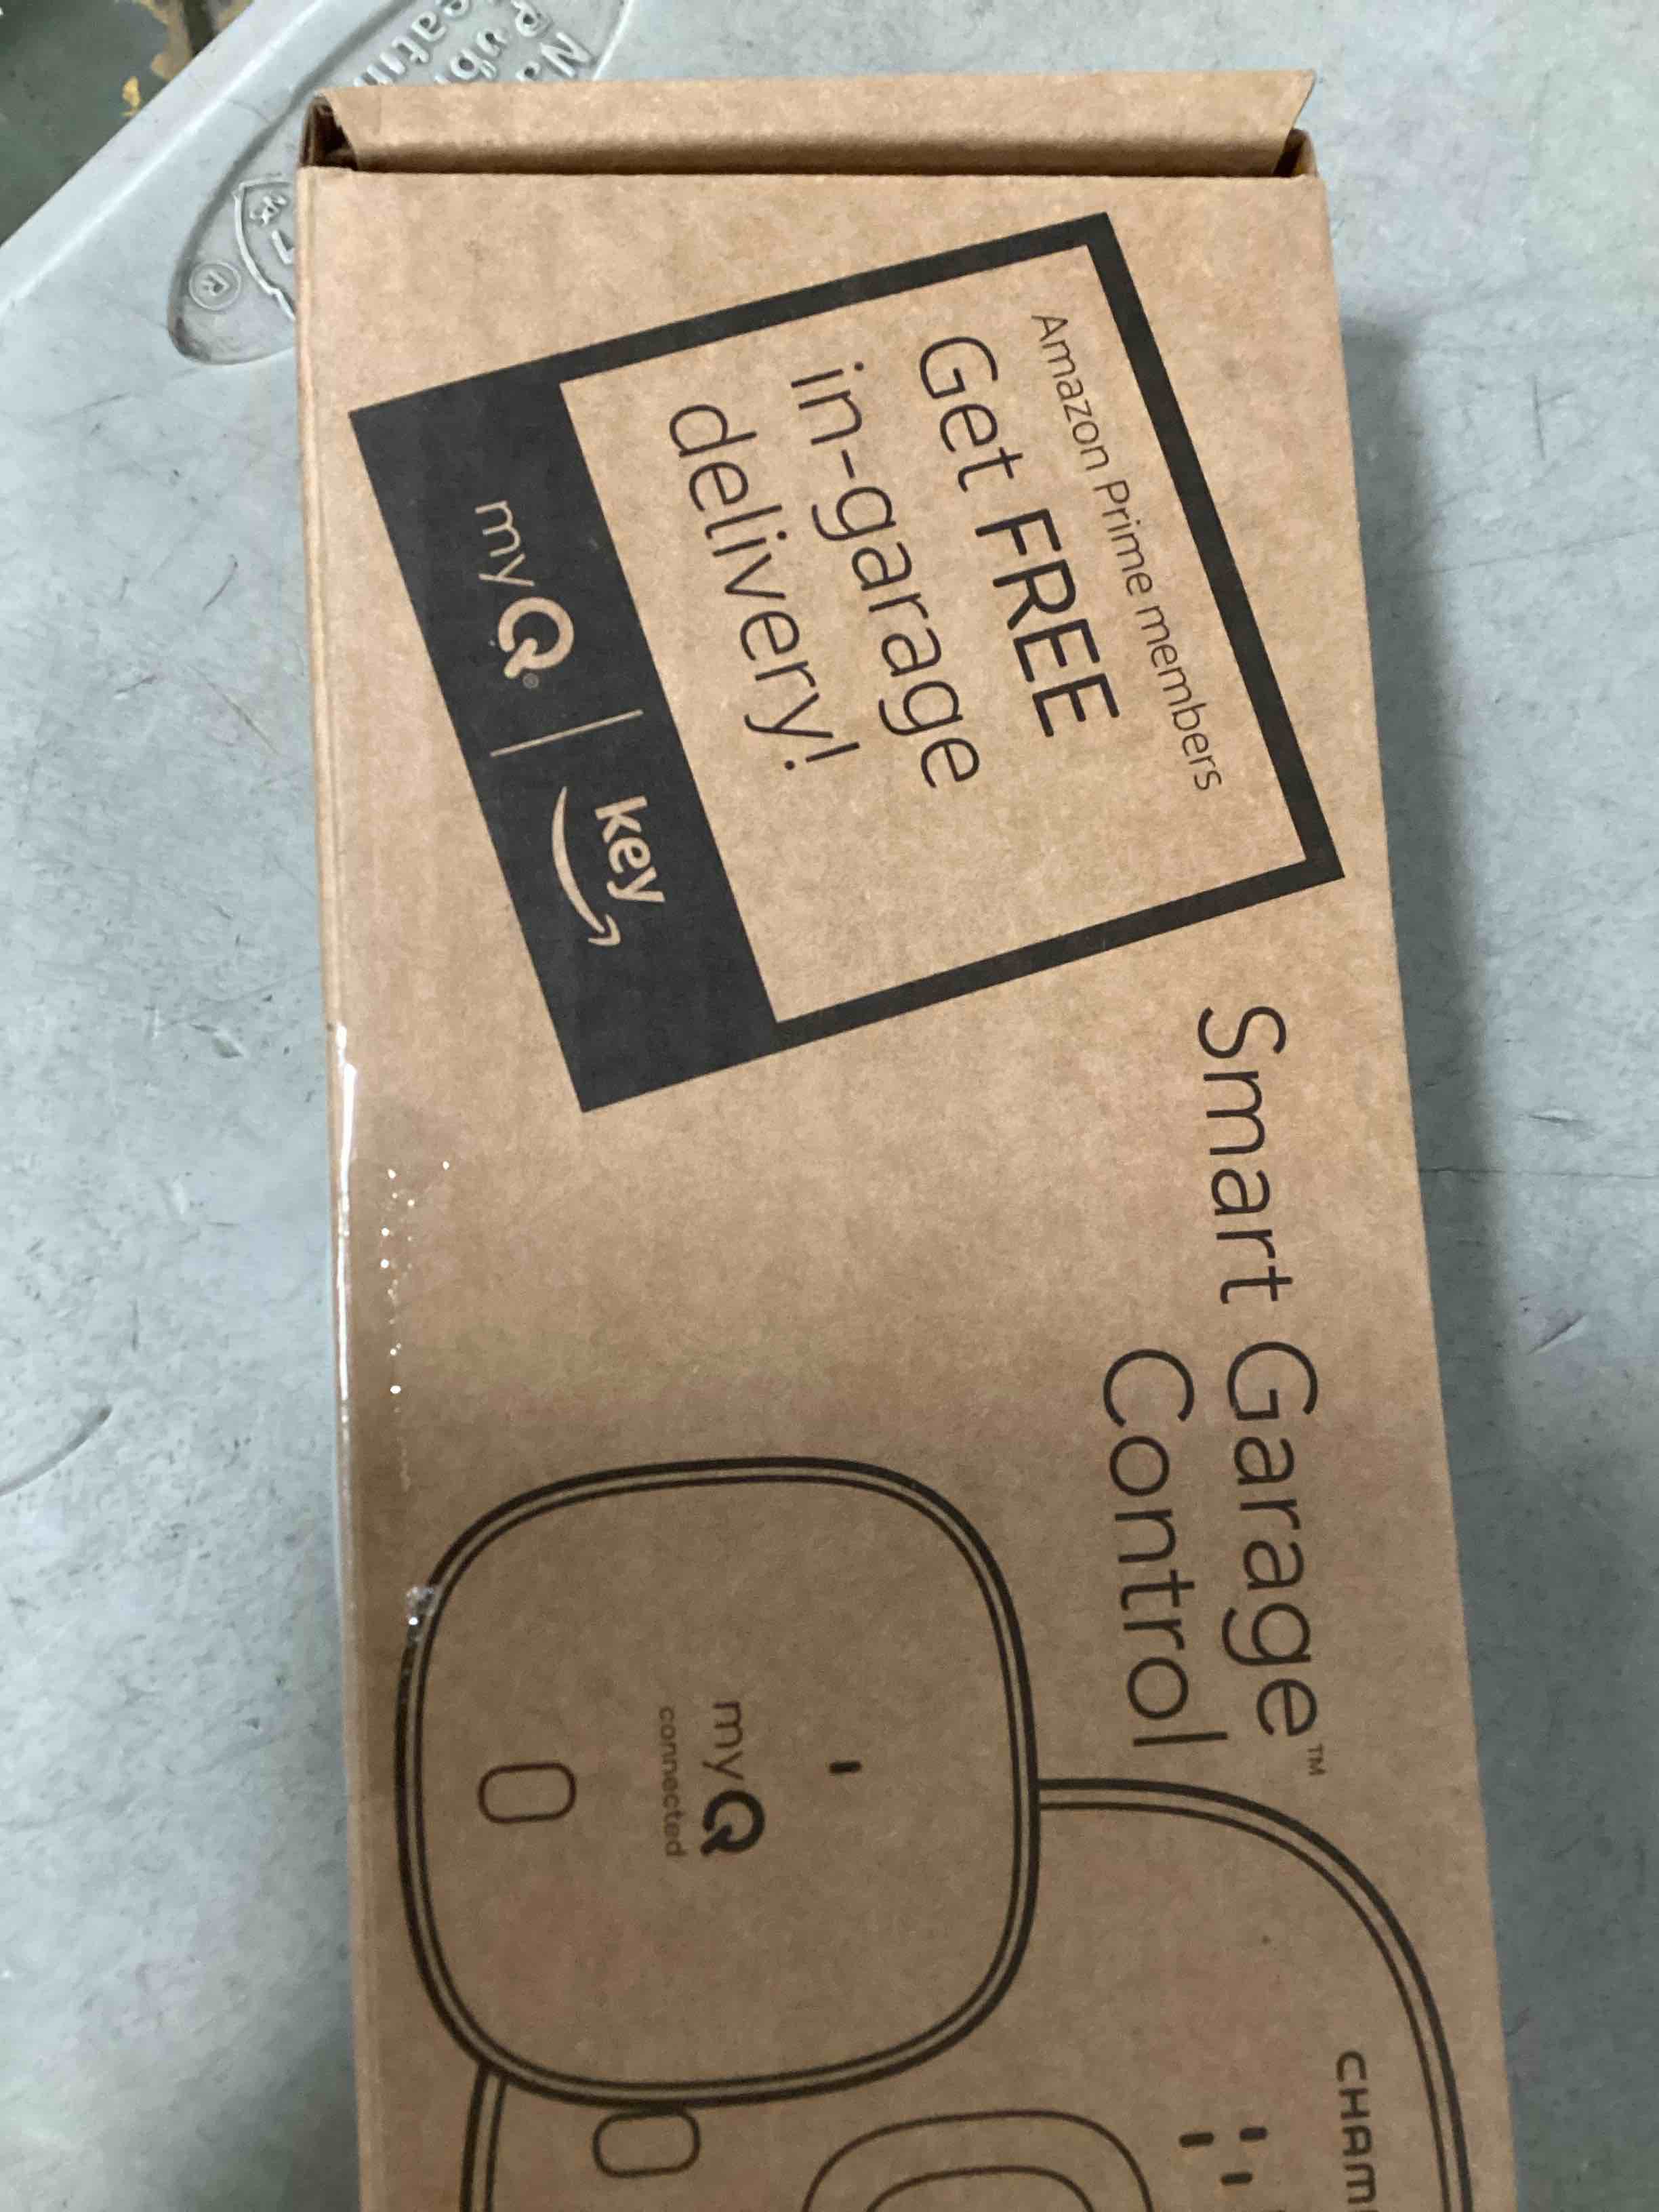 Amazon Prime members
Get FREE
in-garage
delivery!
myQ® | key
Smart Garage™
Control
myQ
connected
CHAM
®